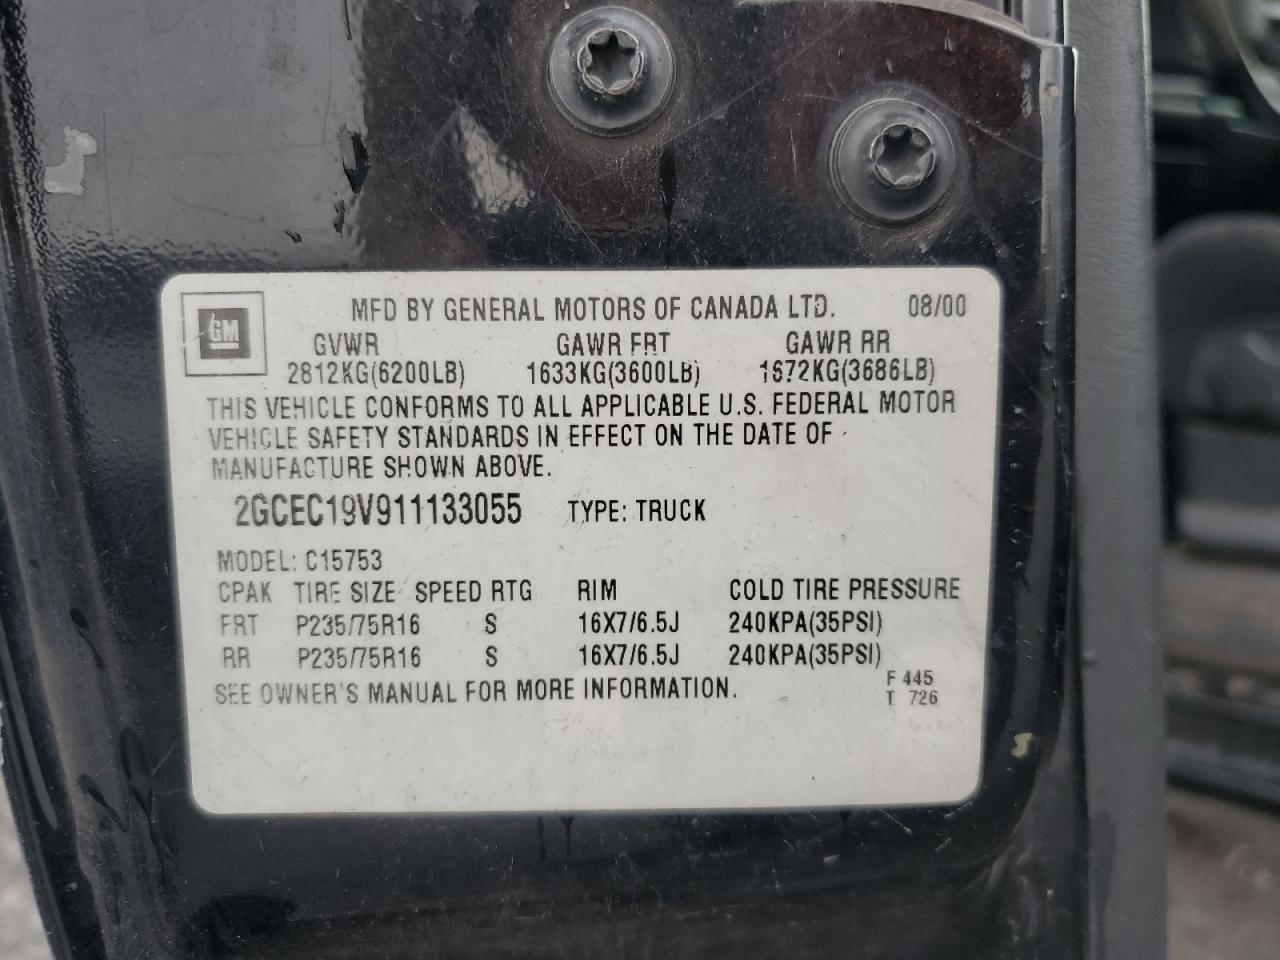 GM
MFD BY GENERAL MOTORS OF CANADA LTD. 08/00
GVWR GAWR FRT GAWR RR
2812KG(6200LB) 1633KG(3600LB) 1672KG(3686LB)
THIS VEHICLE CONFORMS TO ALL APPLICABLE U.S. FEDERAL MOTOR
VEHICLE SAFETY STANDARDS IN EFFECT ON THE DATE OF
MANUFACTURE SHOWN ABOVE.
2GCEC19V911133055 TYPE: TRUCK
MODEL: C15753
CPAK TIRE SIZE SPEED RTG RIM COLD TIRE PRESSURE
FRT P235/75R16 S 16X7/6.5J 240KPA(35PSI)
RR P235/75R16 S 16X7/6.5J 240KPA(35PSI)
SEE OWNER'S MANUAL FOR MORE INFORMATION.
F 445
T 726